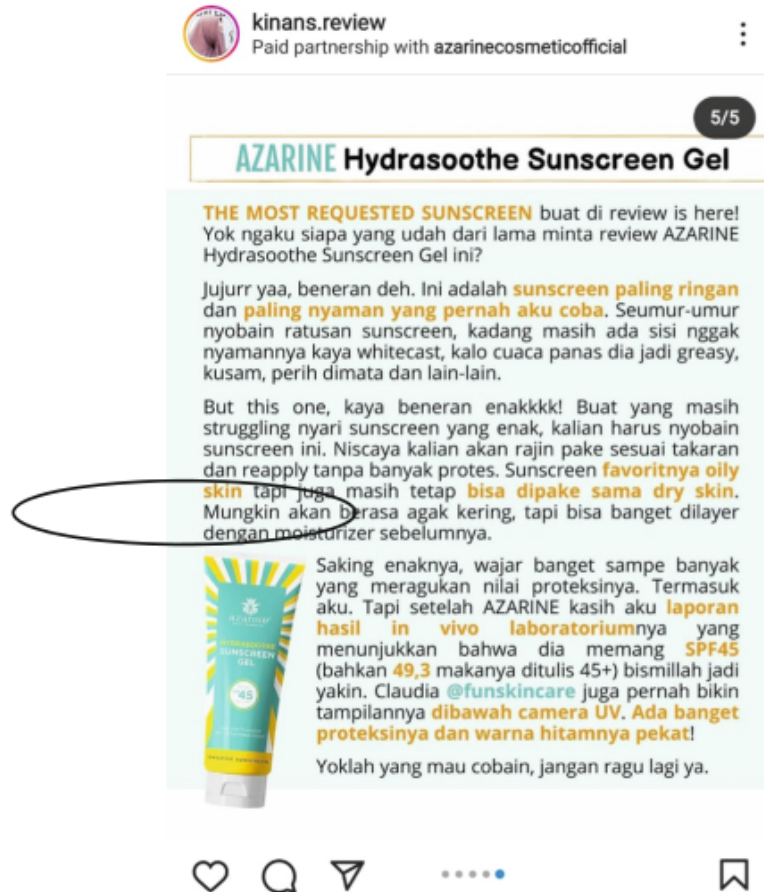 kinans.review
Paid partnership with azarinecosmeticofficial
5/5
AZARINE Hydrasoothe Sunscreen Gel
THE MOST REQUESTED SUNSCREEN buat di review is here!
Yok ngaku siapa yang udah dari lama minta review AZARINE
Hydrasoothe Sunscreen Gel ini?
Jujurr yaa, beneran deh. Ini adalah sunscreen paling ringan
dan paling nyaman yang pernah aku coba. Seumur-umur
nyobain ratusan sunscreen, kadang masih ada sisi nggak
nyamannya kaya whitecast, kalo cuaca panas dia jadi greasy,
kusam, perih dimata dan lain-lain.
But this one, kaya beneran enakkkk! Buat yang masih
struggling nyari sunscreen yang enak, kalian harus nyobain
sunscreen ini. Niscaya kalian akan rajin pake sesuai takaran
dan reapply tanpa banyak protes. Sunscreen favoritnya oily
skin tapi juga masih tetap bisa dipake sama dry skin.
Mungkin akan berasa agak kering, tapi bisa banget dilayer
dengan moisturizer sebelumnya.
Saking enaknya, wajar banget sampe banyak
yang meragukan nilai proteksinya. Termasuk
aku. Tapi setelah AZARINE kasih aku laporan
hasil in vivo laboratoriumnya yang
menunjukkan bahwa dia memang SPF45
(bahkan 49,3 makanya ditulis 45+) bismillah jadi
yakin. Claudia @funskincare juga pernah bikin
tampilannya dibawah camera UV. Ada banget
proteksinya dan warna hitamnya pekat!
Yoklah yang mau cobain, jangan ragu lagi ya.
azarine
HYDRASOOTHE
SUNSCREEN
GEL
45